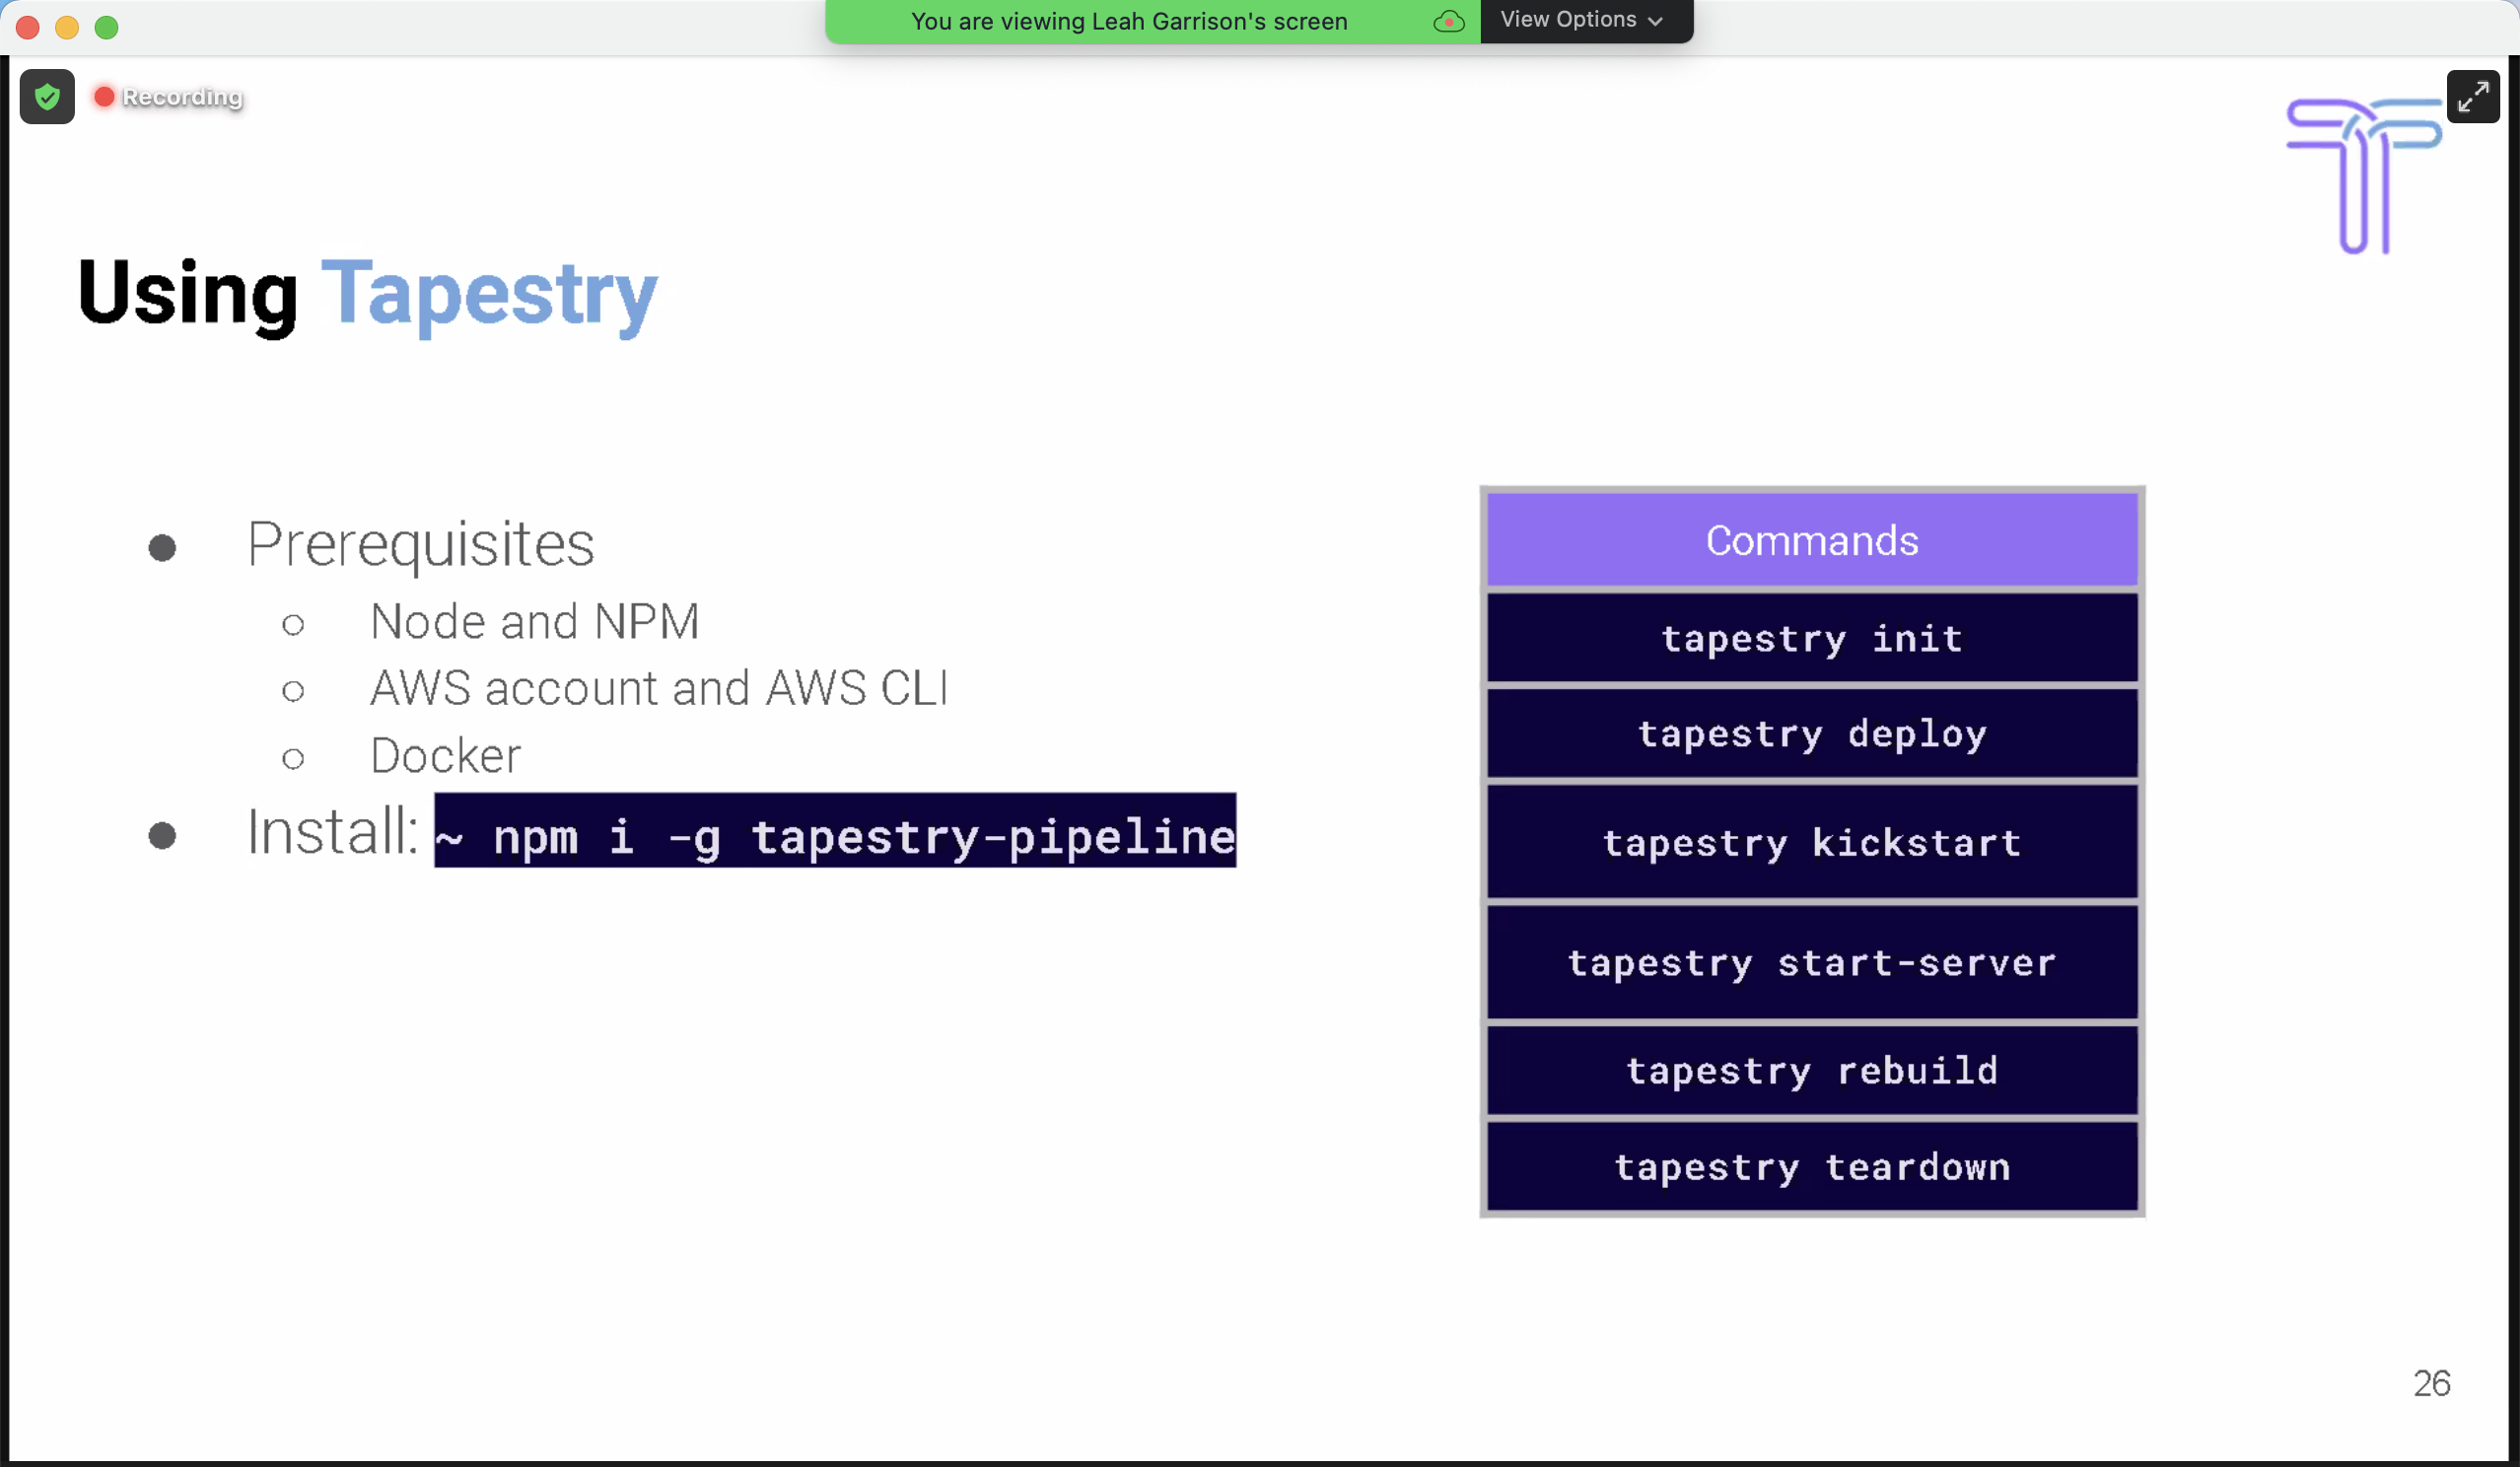 You are viewing Leah Garrison's screen
View Options
Recording
Using Tapestry
Prerequisites
Node and NPM
AWS account and AWS CLI
Docker
Install: ~ npm i -g tapestry-pipeline
Commands
tapestry init
tapestry deploy
tapestry kickstart
tapestry start-server
tapestry rebuild
tapestry teardown
26